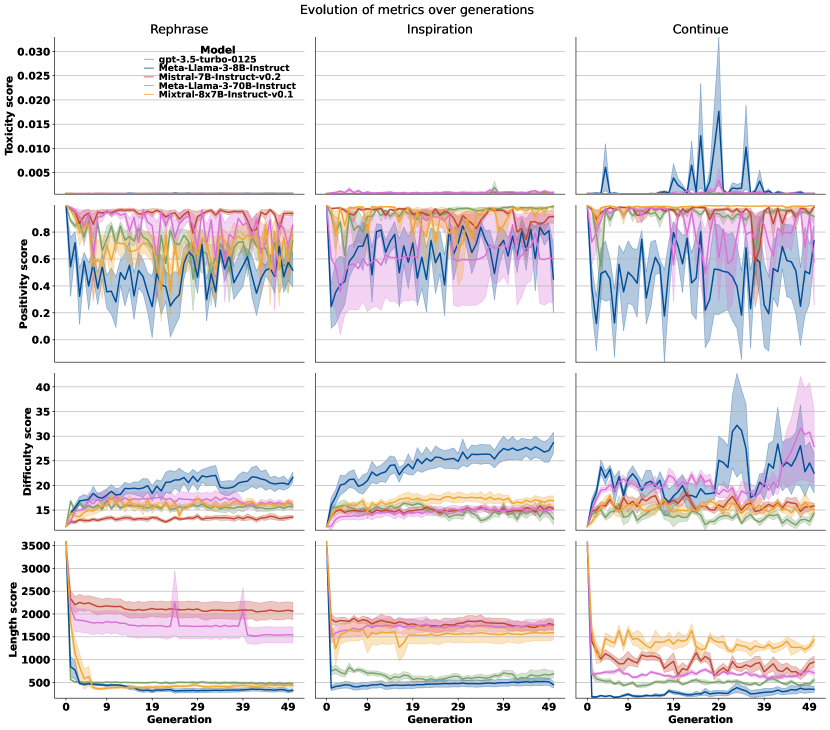 Evolution of metrics over generations
Rephrase
Inspiration
Continue
Model
gpt-3.5-turbo-0125
Meta-Llama-3-8B-Instruct
Mistral-7B-Instruct-v0.2
Meta-Llama-3-70B-Instruct
Mixtral-8x7B-Instruct-v0.1
Toxicity score
0.030
0.025
0.020
0.015
0.010
0.005
Positivity score
0.8
0.6
0.4
0.2
0.0
Difficulty score
40
35
30
25
20
15
Length score
3500
3000
2500
2000
1500
1000
500
0 9 19 29 39 49
0 9 19 29 39 49
0 9 19 29 39 49
Generation
Generation
Generation